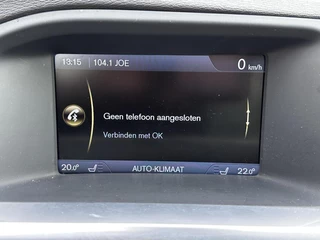 13:15 104.1 JOE 0 km/h
Geen telefoon aangesloten
Verbinden met OK
20.0° AUTO-KLIMAAT 22.0°